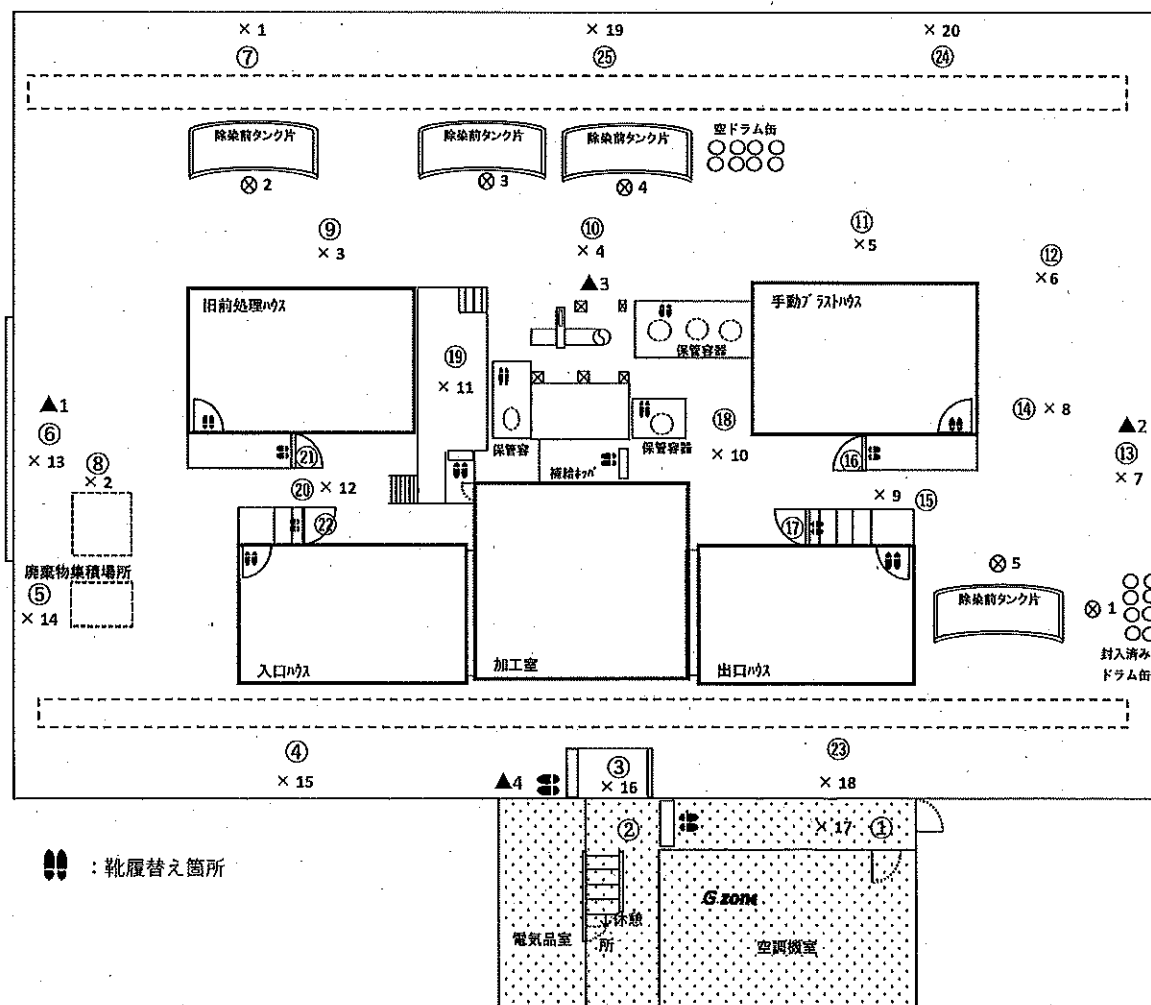 × 1
× 19
× 20
⑦
㉕
㉔
除染前タンク片
除染前タンク片
除染前タンク片
空ドラム缶
⊗ 2
⊗ 3
⊗ 4
⑨
× 3
⑩
× 4
⑪
× 5
⑫
× 6
▲3
旧前処理ハウス
手動ブラストハウス
保管容器
⑲
× 11
▲1
⑥
× 13
⑧
× 2
⑱
× 10
⑭ × 8
▲2
⑬
× 7
保管容
保管容器
補給ホッパ
㉑
⑯
⑳ × 12
㉒
× 9 ⑮
⑰
廃棄物集積場所
⑤
× 14
⊗ 5
除染前タンク片
⊗ 1
封入済み
ドラム缶
入口ハウス
加工室
出口ハウス
④
× 15
▲4
③
× 16
㉓
× 18
②
× 17 ①
：靴履替え箇所
G zone
電気品室
休憩
所
空調機室